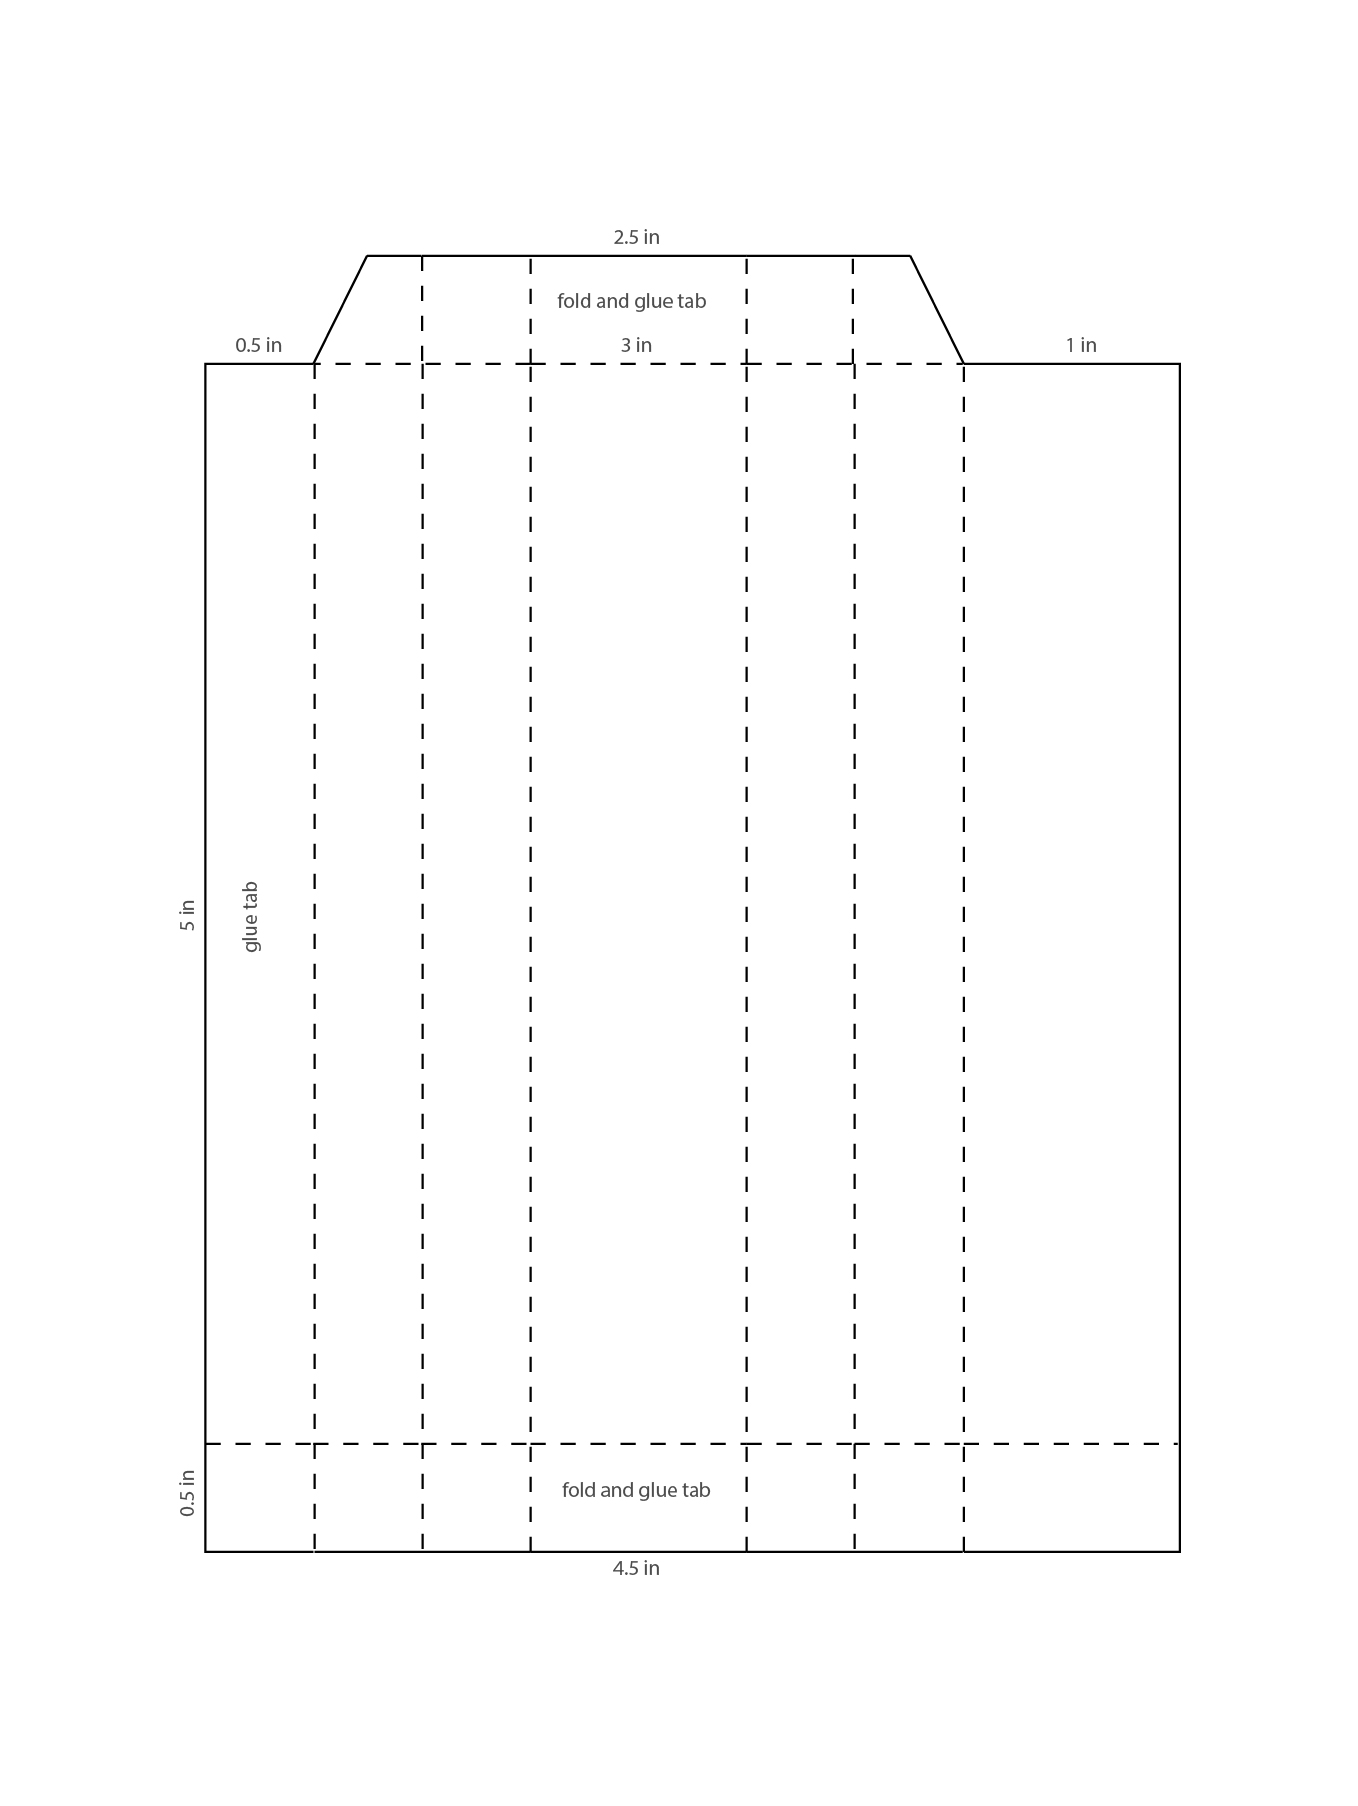 2.5 in
fold and glue tab
0.5 in
3 in
1 in
5 in
glue tab
0.5 in
fold and glue tab
4.5 in